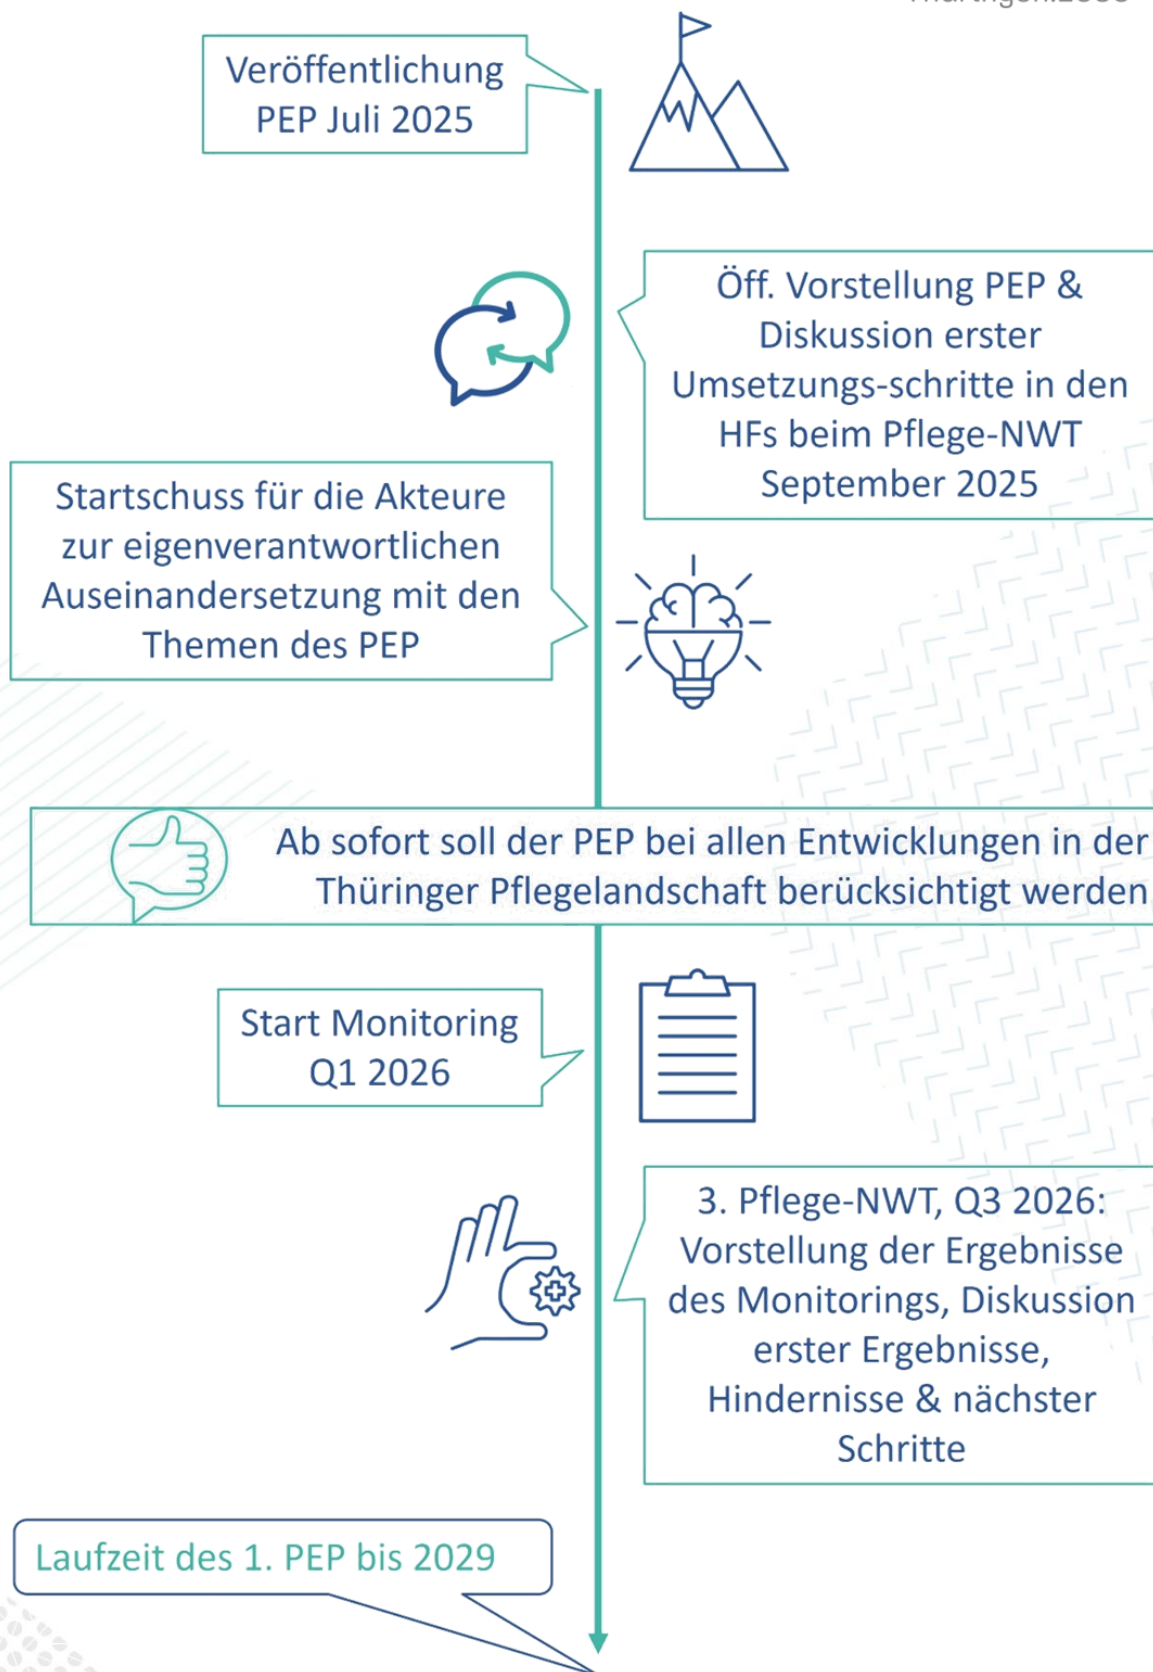 Veröffentlichung
PEP Juli 2025
Öff. Vorstellung PEP &
Diskussion erster
Umsetzungs-schritte in den
HFs beim Pflege-NWT
September 2025
Startschuss für die Akteure
zur eigenverantwortlichen
Auseinandersetzung mit den
Themen des PEP
Ab sofort soll der PEP bei allen Entwicklungen in der
Thüringer Pflegelandschaft berücksichtigt werden
Start Monitoring
Q1 2026
3. Pflege-NWT, Q3 2026:
Vorstellung der Ergebnisse
des Monitorings, Diskussion
erster Ergebnisse,
Hindernisse & nächster
Schritte
Laufzeit des 1. PEP bis 2029